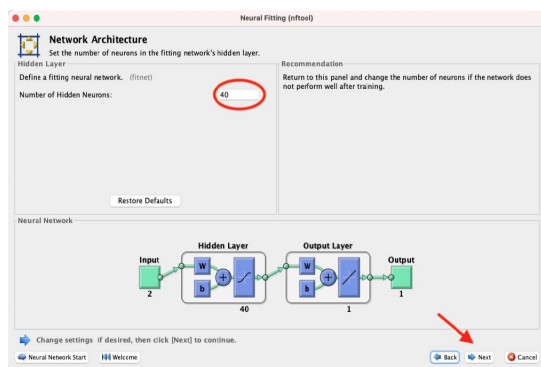 Neural Fitting (nftool)
Network Architecture
Set the number of neurons in the fitting network's hidden layer.
Hidden Layer
Define a fitting neural network. (fitnet)
Number of Hidden Neurons: 40
Restore Defaults
Recommendation
Return to this panel and change the number of neurons if the network does
not perform well after training.
Neural Network
Hidden Layer Output Layer
Input Output
W W
+ +
b b
2 1
40 1
Change settings if desired, then click [Next] to continue.
Neural Network Start Welcome Back Next Cancel